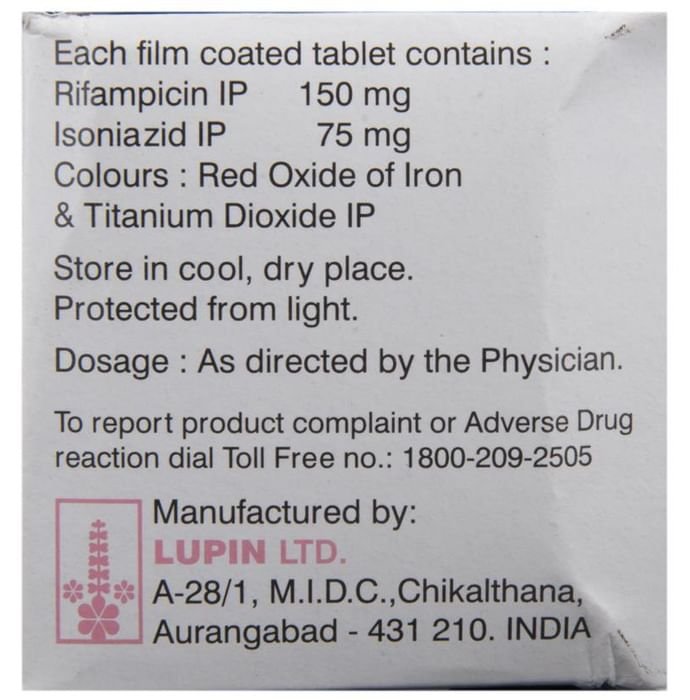 Each film coated tablet contains :
Rifampicin IP 150 mg
Isoniazid IP 75 mg
Colours : Red Oxide of Iron
& Titanium Dioxide IP
Store in cool, dry place.
Protected from light.
Dosage : As directed by the Physician.
To report product complaint or Adverse Drug
reaction dial Toll Free no.: 1800-209-2505
Manufactured by:
LUPIN LTD.
A-28/1, M.I.D.C.,Chikalthana,
Aurangabad - 431 210. INDIA